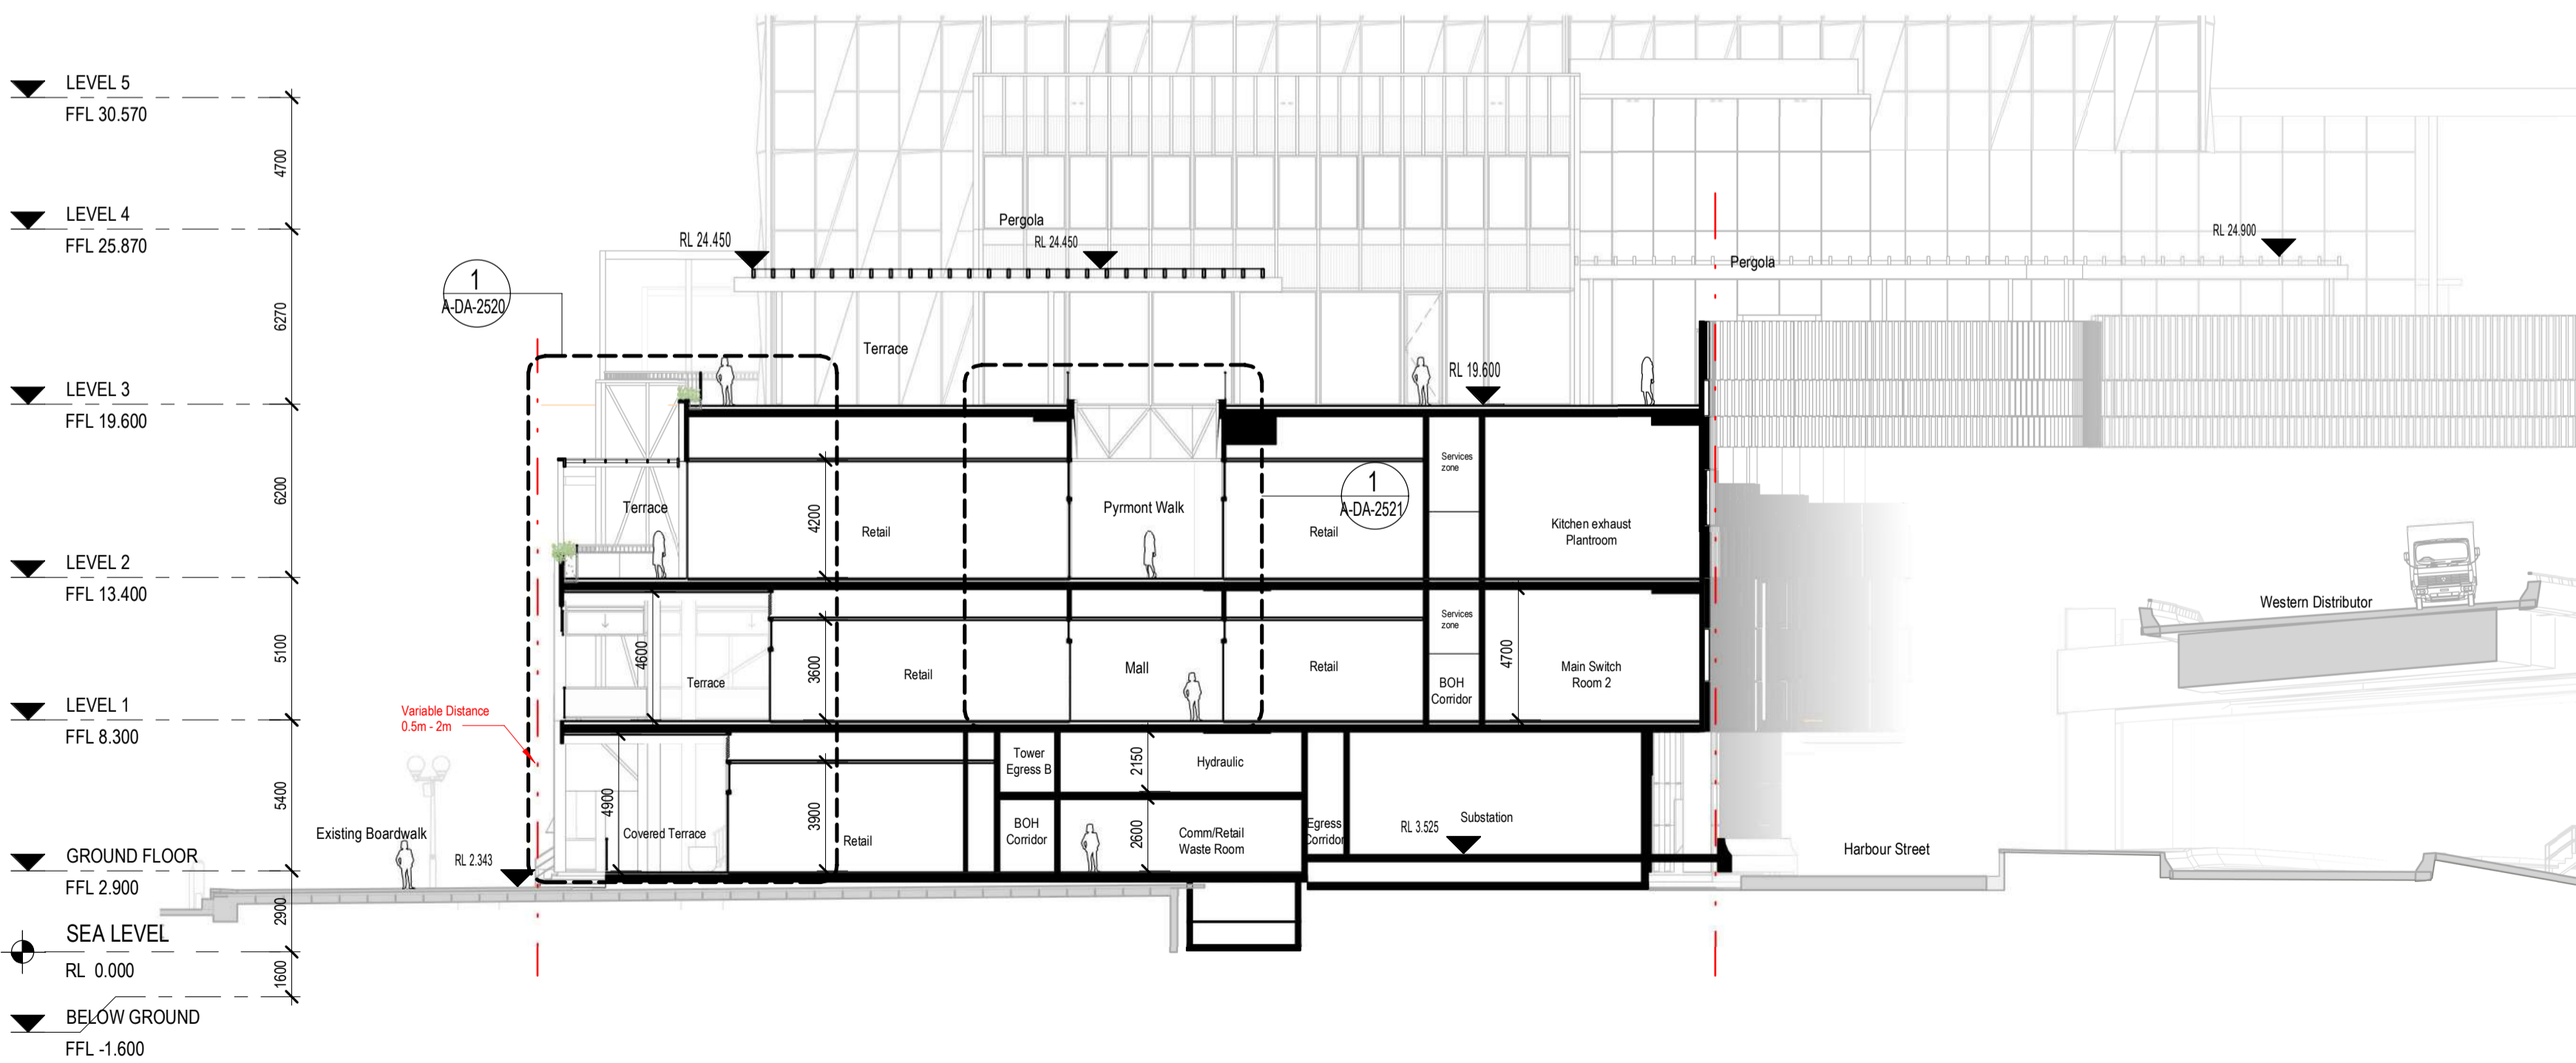 LEVEL 5
FFL 30.570
4700
LEVEL 4
FFL 25.870
6270
LEVEL 3
FFL 19.600
6200
LEVEL 2
FFL 13.400
5100
LEVEL 1
FFL 8.300
5400
GROUND FLOOR
FFL 2.900
2900
SEA LEVEL
RL 0.000
1600
BELOW GROUND
FFL -1.600
1
A-DA-2520
RL 24.450
Pergola
RL 24.450
Pergola
RL 24.900
Terrace
RL 19.600
Terrace
4200
Retail
Pyrmont Walk
Retail
1
A-DA-2521
Services
zone
Kitchen exhaust
Plantroom
4600
Terrace
3600
Retail
Mall
Retail
Services
zone
BOH
Corridor
4700
Main Switch
Room 2
Western Distributor
Variable Distance
0.5m - 2m
Existing Boardwalk
RL 2.343
4900
Covered Terrace
3900
Retail
Tower
Egress B
BOH
Corridor
2150
Hydraulic
2600
Comm/Retail
Waste Room
Egress
Corridor
RL 3.525
Substation
Harbour Street